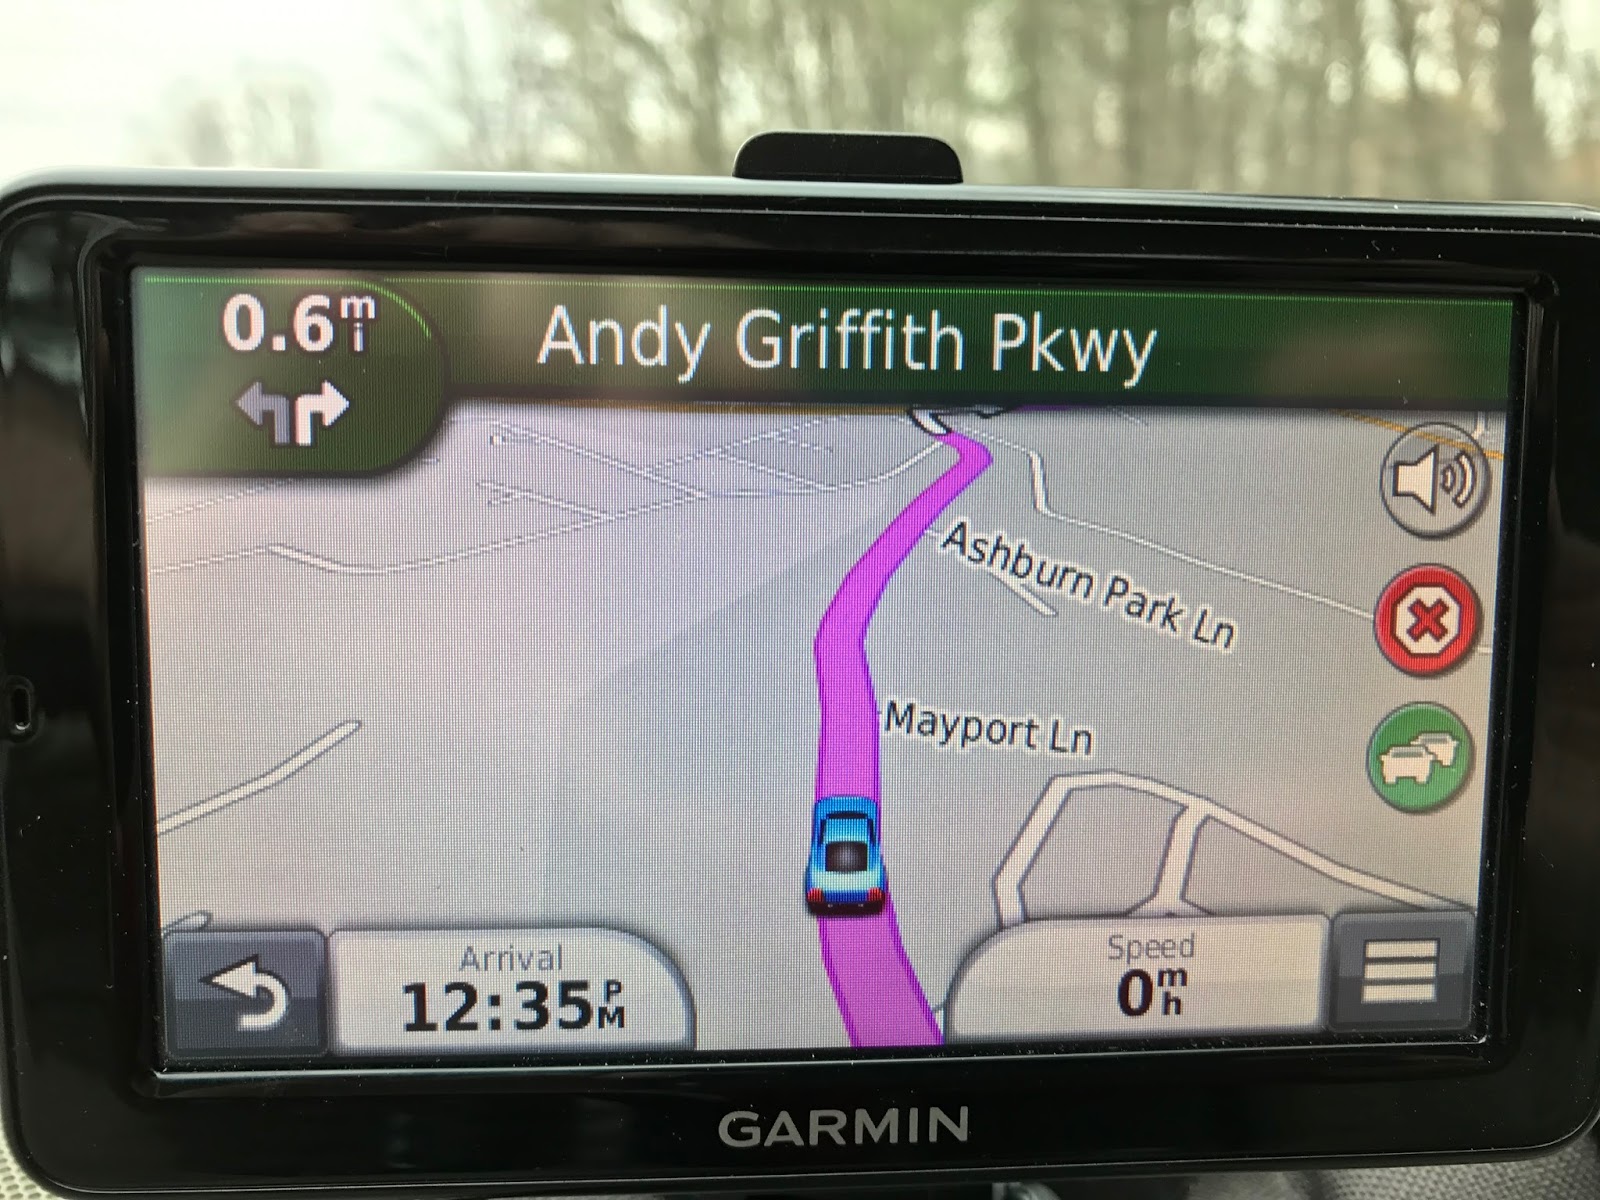 0.6 mi
Andy Griffith Pkwy
Ashburn Park Ln
Mayport Ln
Arrival
12:35 PM
Speed
0 mh
GARMIN